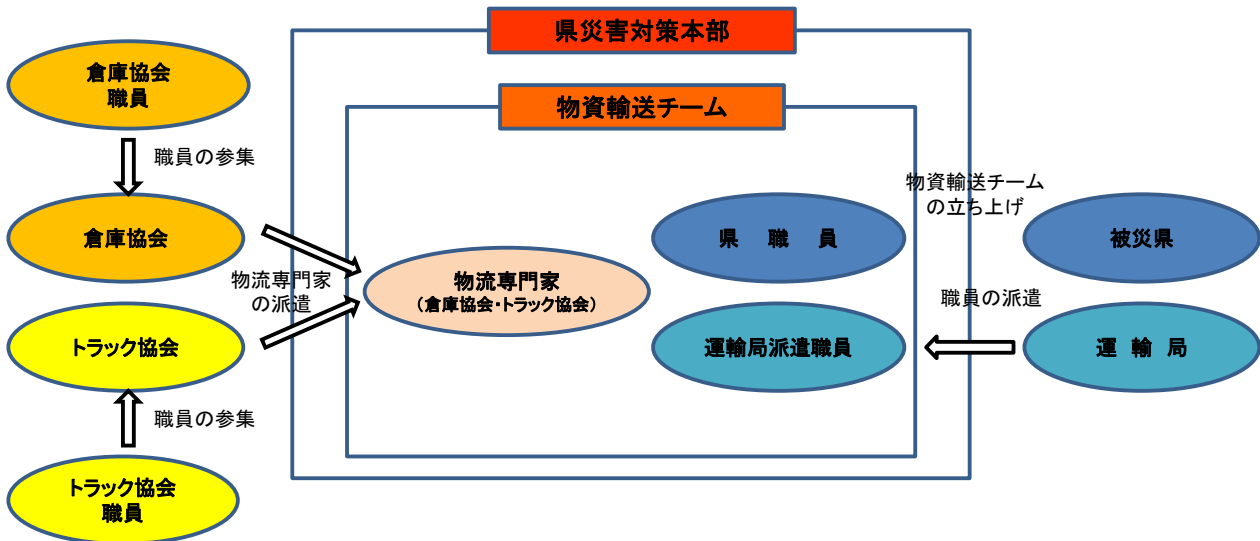 県災害対策本部
物資輸送チーム
倉庫協会
職員
職員の参集
倉庫協会
物流専門家
の派遣
トラック協会
職員の参集
トラック協会
職員
物流専門家
(倉庫協会・トラック協会)
県 職 員
運輸局派遣職員
物資輸送チーム
の立ち上げ
被災県
職員の派遣
運 輸 局